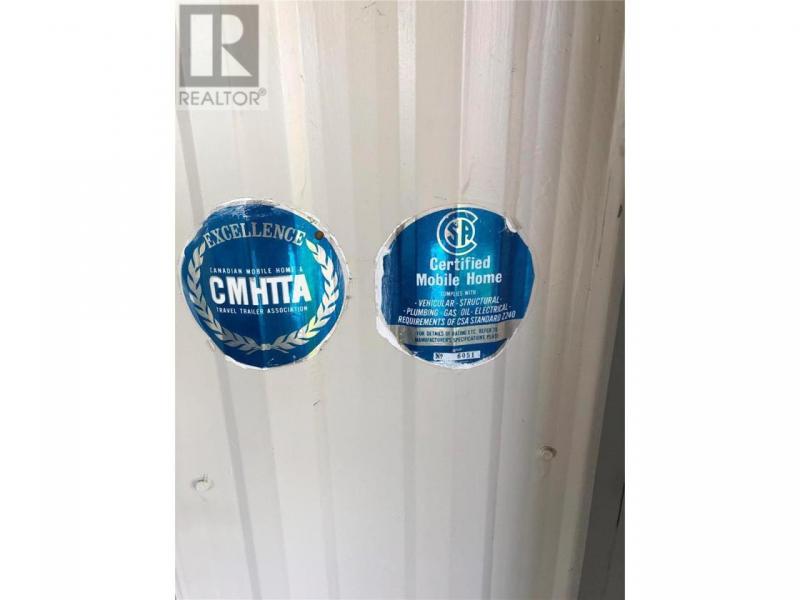 R
REALTOR®
EXCELLENCE
CANADIAN MOBILE HOME &
CMHTTA
TRAVEL TRAILER ASSOCIATION
SA
Certified
Mobile Home
COMPLIES WITH
· VEHICULAR · STRUCTURAL ·
· PLUMBING · GAS · OIL · ELECTRICAL ·
REQUIREMENTS OF CSA STANDARD Z240
FOR DETAILS OF RATING ETC. REFER TO
MANUFACTURER'S SPECIFICATIONS PLATE
No 6051